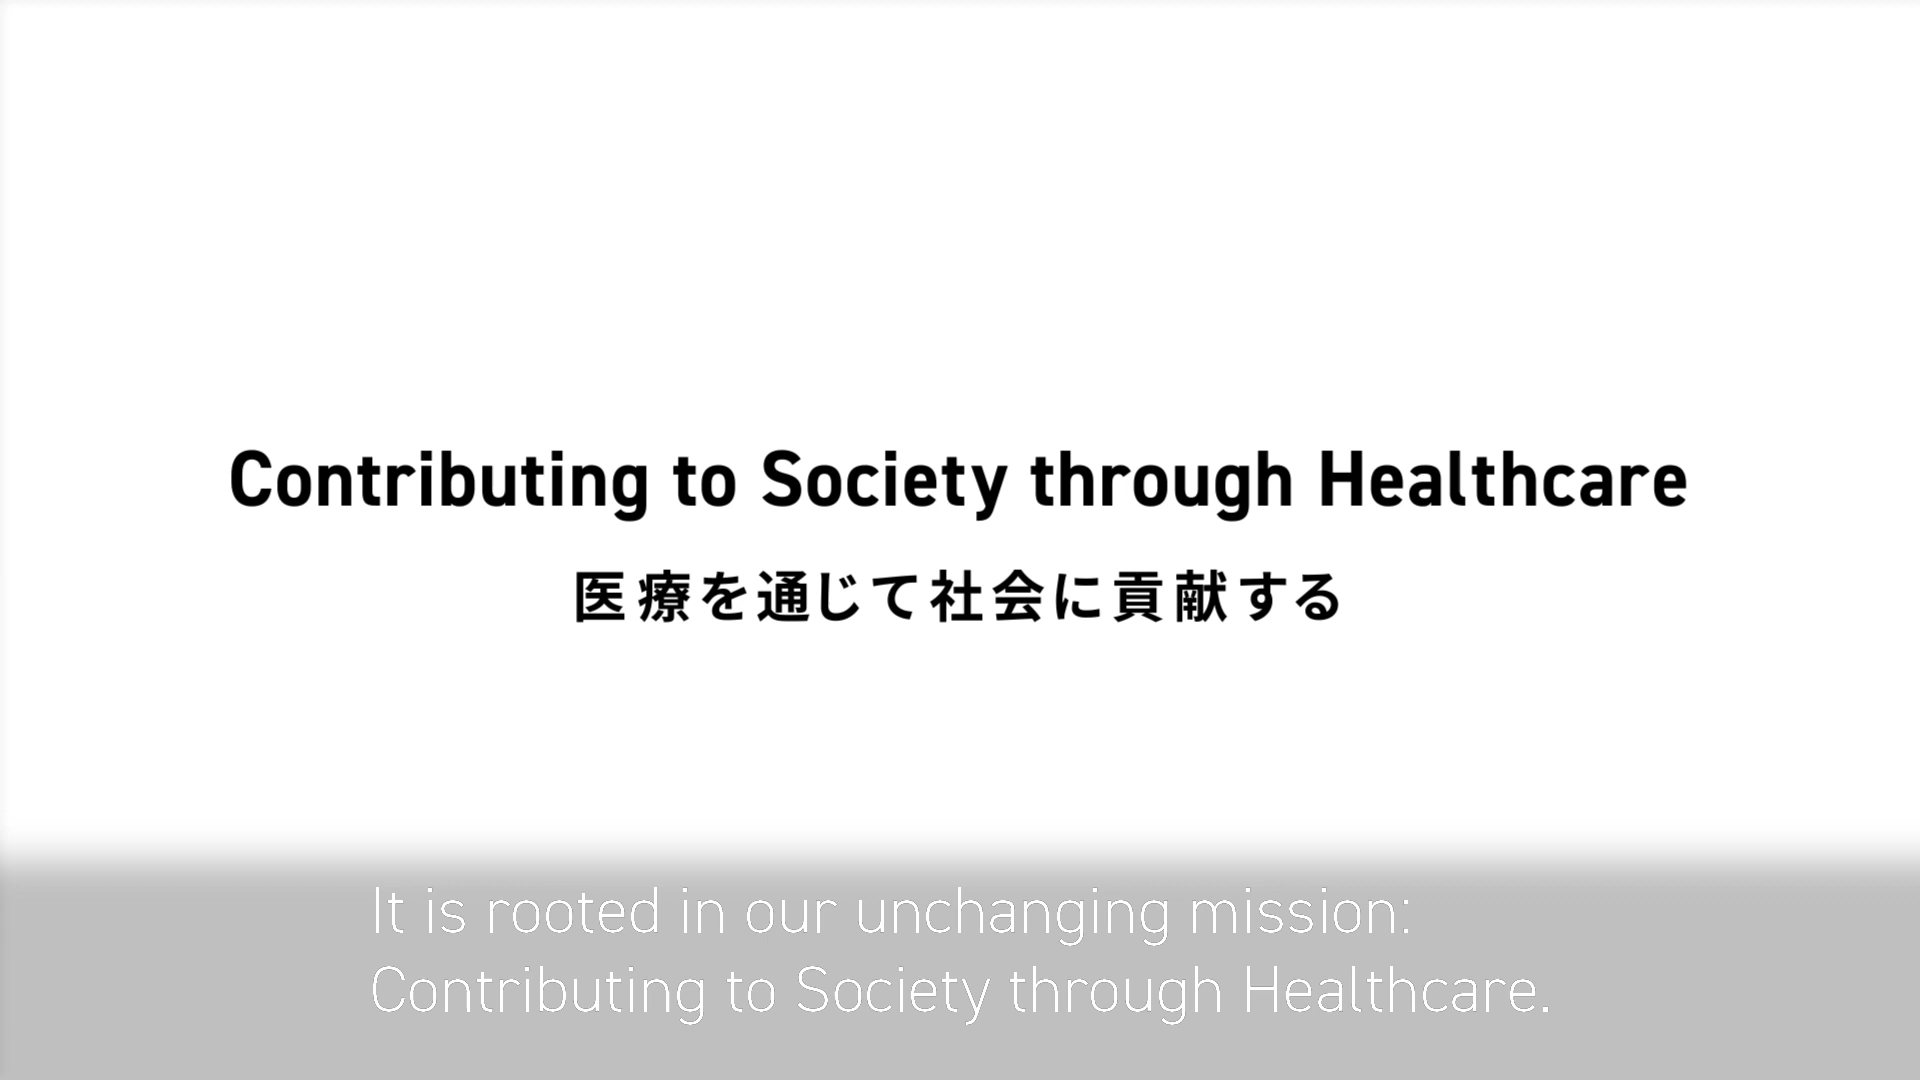 Contributing to Society through Healthcare
医療を通じて社会に貢献する
It is rooted in our unchanging mission:
Contributing to Society through Healthcare.